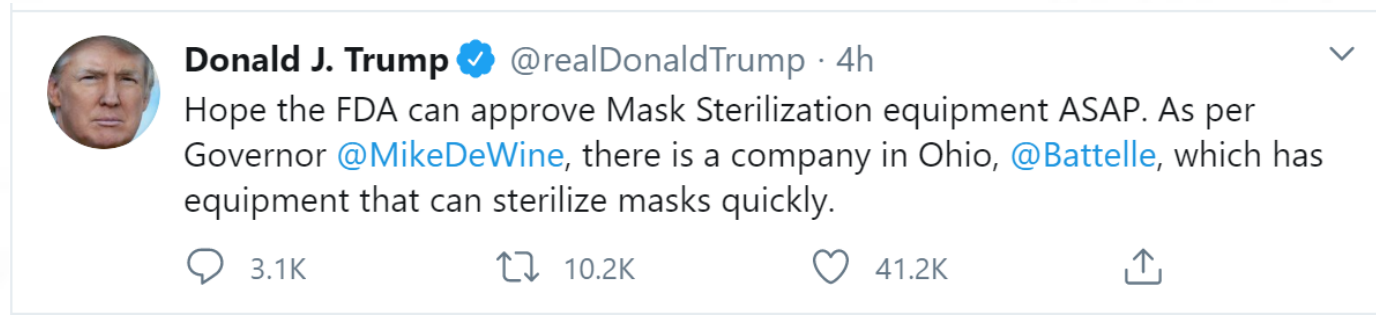 Donald J. Trump @realDonaldTrump · 4h
Hope the FDA can approve Mask Sterilization equipment ASAP. As per
Governor @MikeDeWine, there is a company in Ohio, @Battelle, which has
equipment that can sterilize masks quickly.
3.1K 10.2K 41.2K